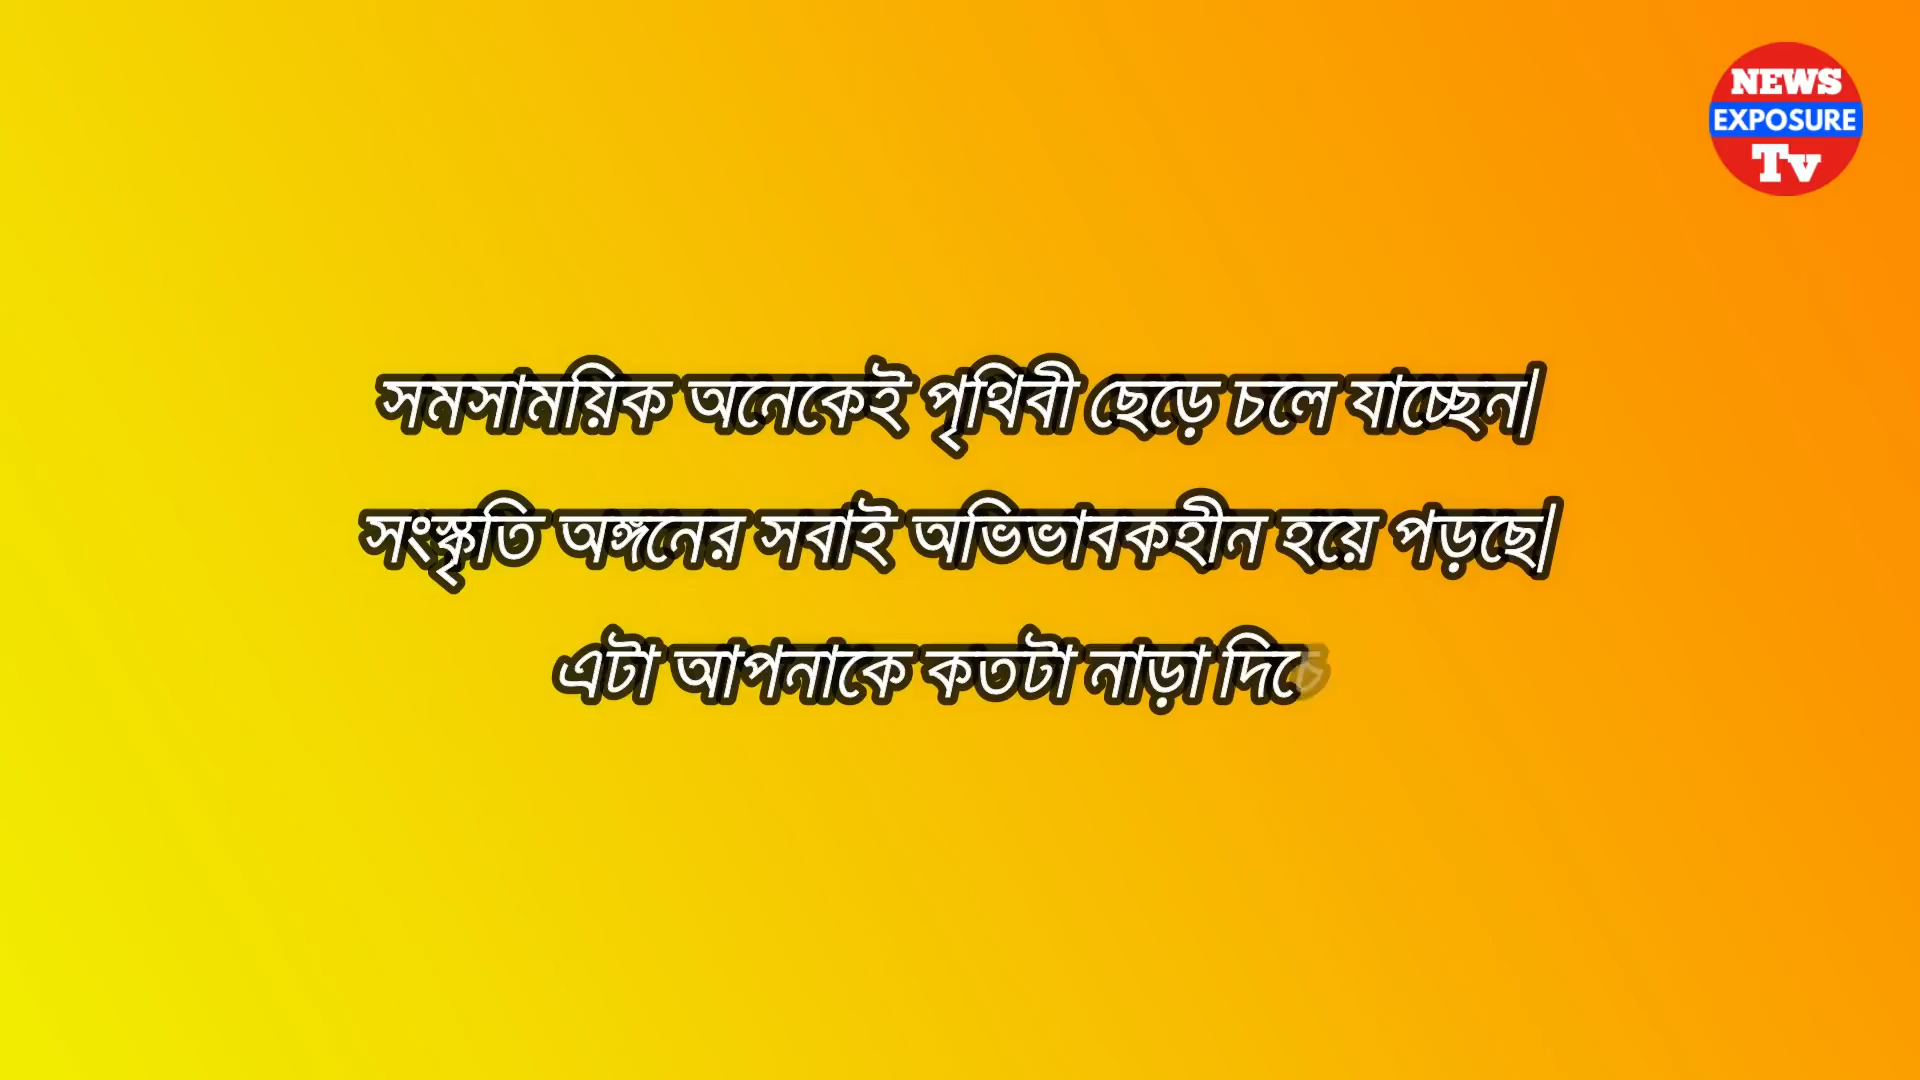 NEWS
EXPOSURE
Tv
সমসাময়িক অনেকেই পৃথিবী ছেড়ে চলে যাচ্ছেন|
সংস্কৃতি অঙ্গনের সবাই অভিভাবকহীন হয়ে পড়ছে|
এটা আপনাকে কতটা নাড়া